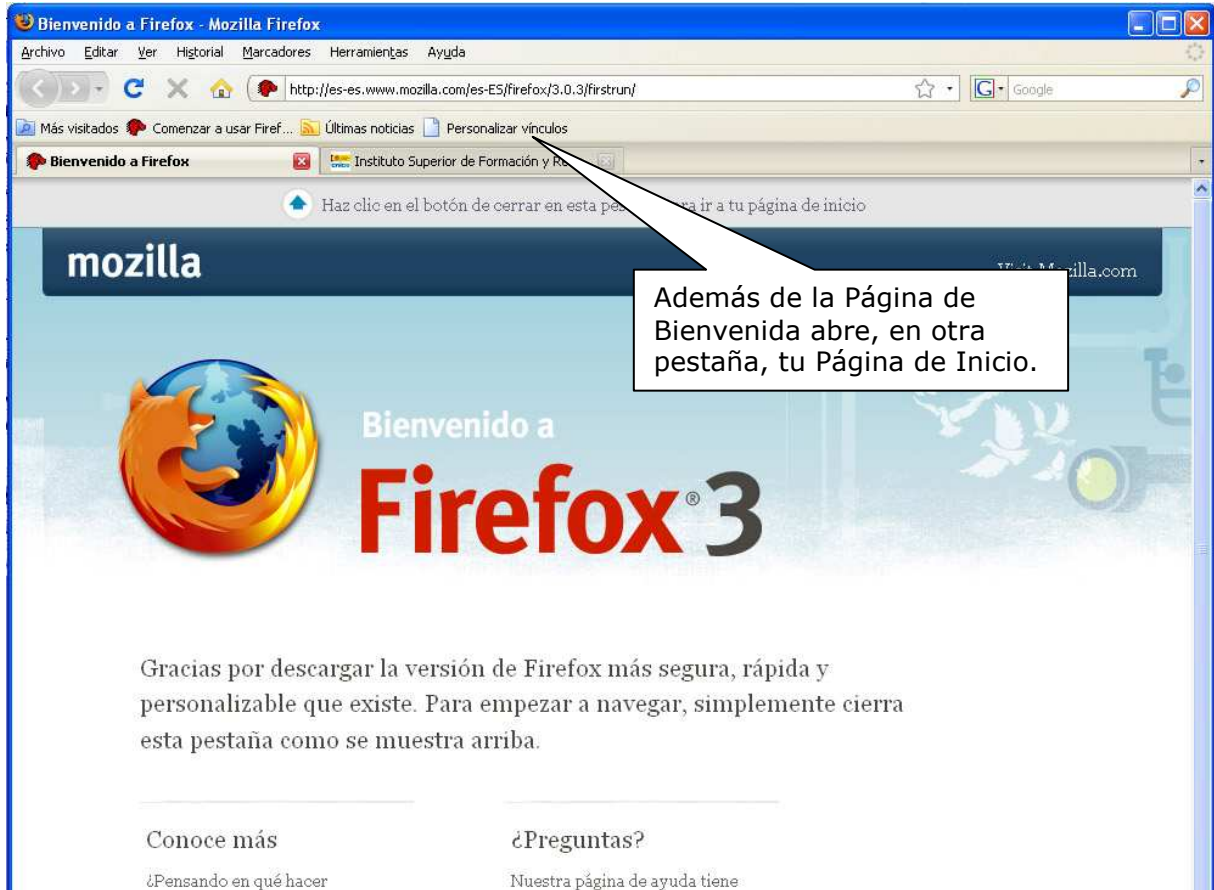 Bienvenido a Firefox - Mozilla Firefox
Archivo Editar Ver Historial Marcadores Herramientas Ayuda
http://es-es.www.mozilla.com/es-ES/firefox/3.0.3/firstrun/ G Google
Más visitados Comenzar a usar Firef... Últimas noticias Personalizar vínculos
Bienvenido a Firefox Instituto Superior de Formación y
Haz clic en el botón de cerrar en esta ir a tu página de inicio
mozilla
Visit Mozilla.com
Además de la Página de
Bienvenida abre, en otra
pestaña, tu Página de Inicio.
Bienvenido a
Firefox® 3
Gracias por descargar la versión de Firefox más segura, rápida y
personalizable que existe. Para empezar a navegar, simplemente cierra
esta pestaña como se muestra arriba.
Conoce más ¿Preguntas?
¿Pensando en qué hacer Nuestra página de ayuda tiene